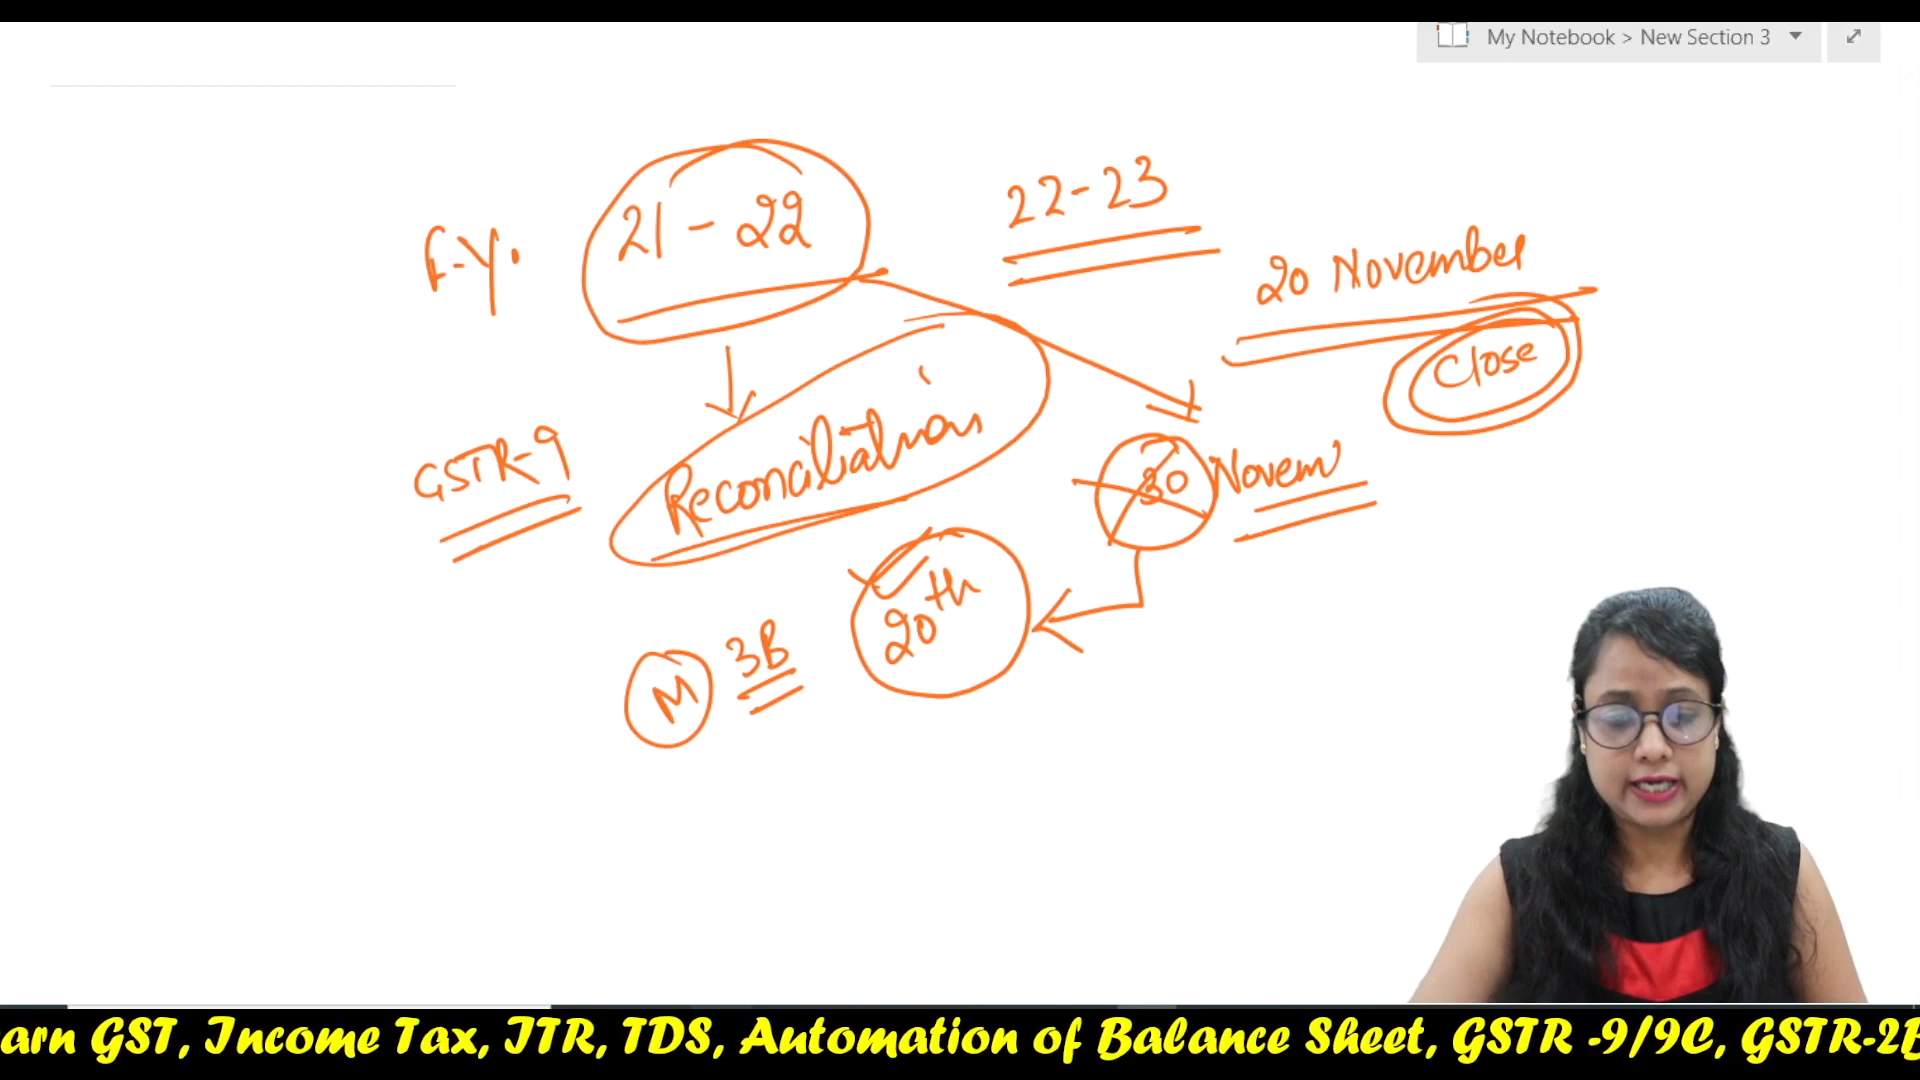 My Notebook > New Section 3
F.Y. 21-22
22-23
20 November
Close
GSTR-9
Reconciliation
30 Novem
20th
M 3B
arn GST, Income Tax, ITR, TDS, Automation of Balance Sheet, GSTR -9/9C, GSTR-2B